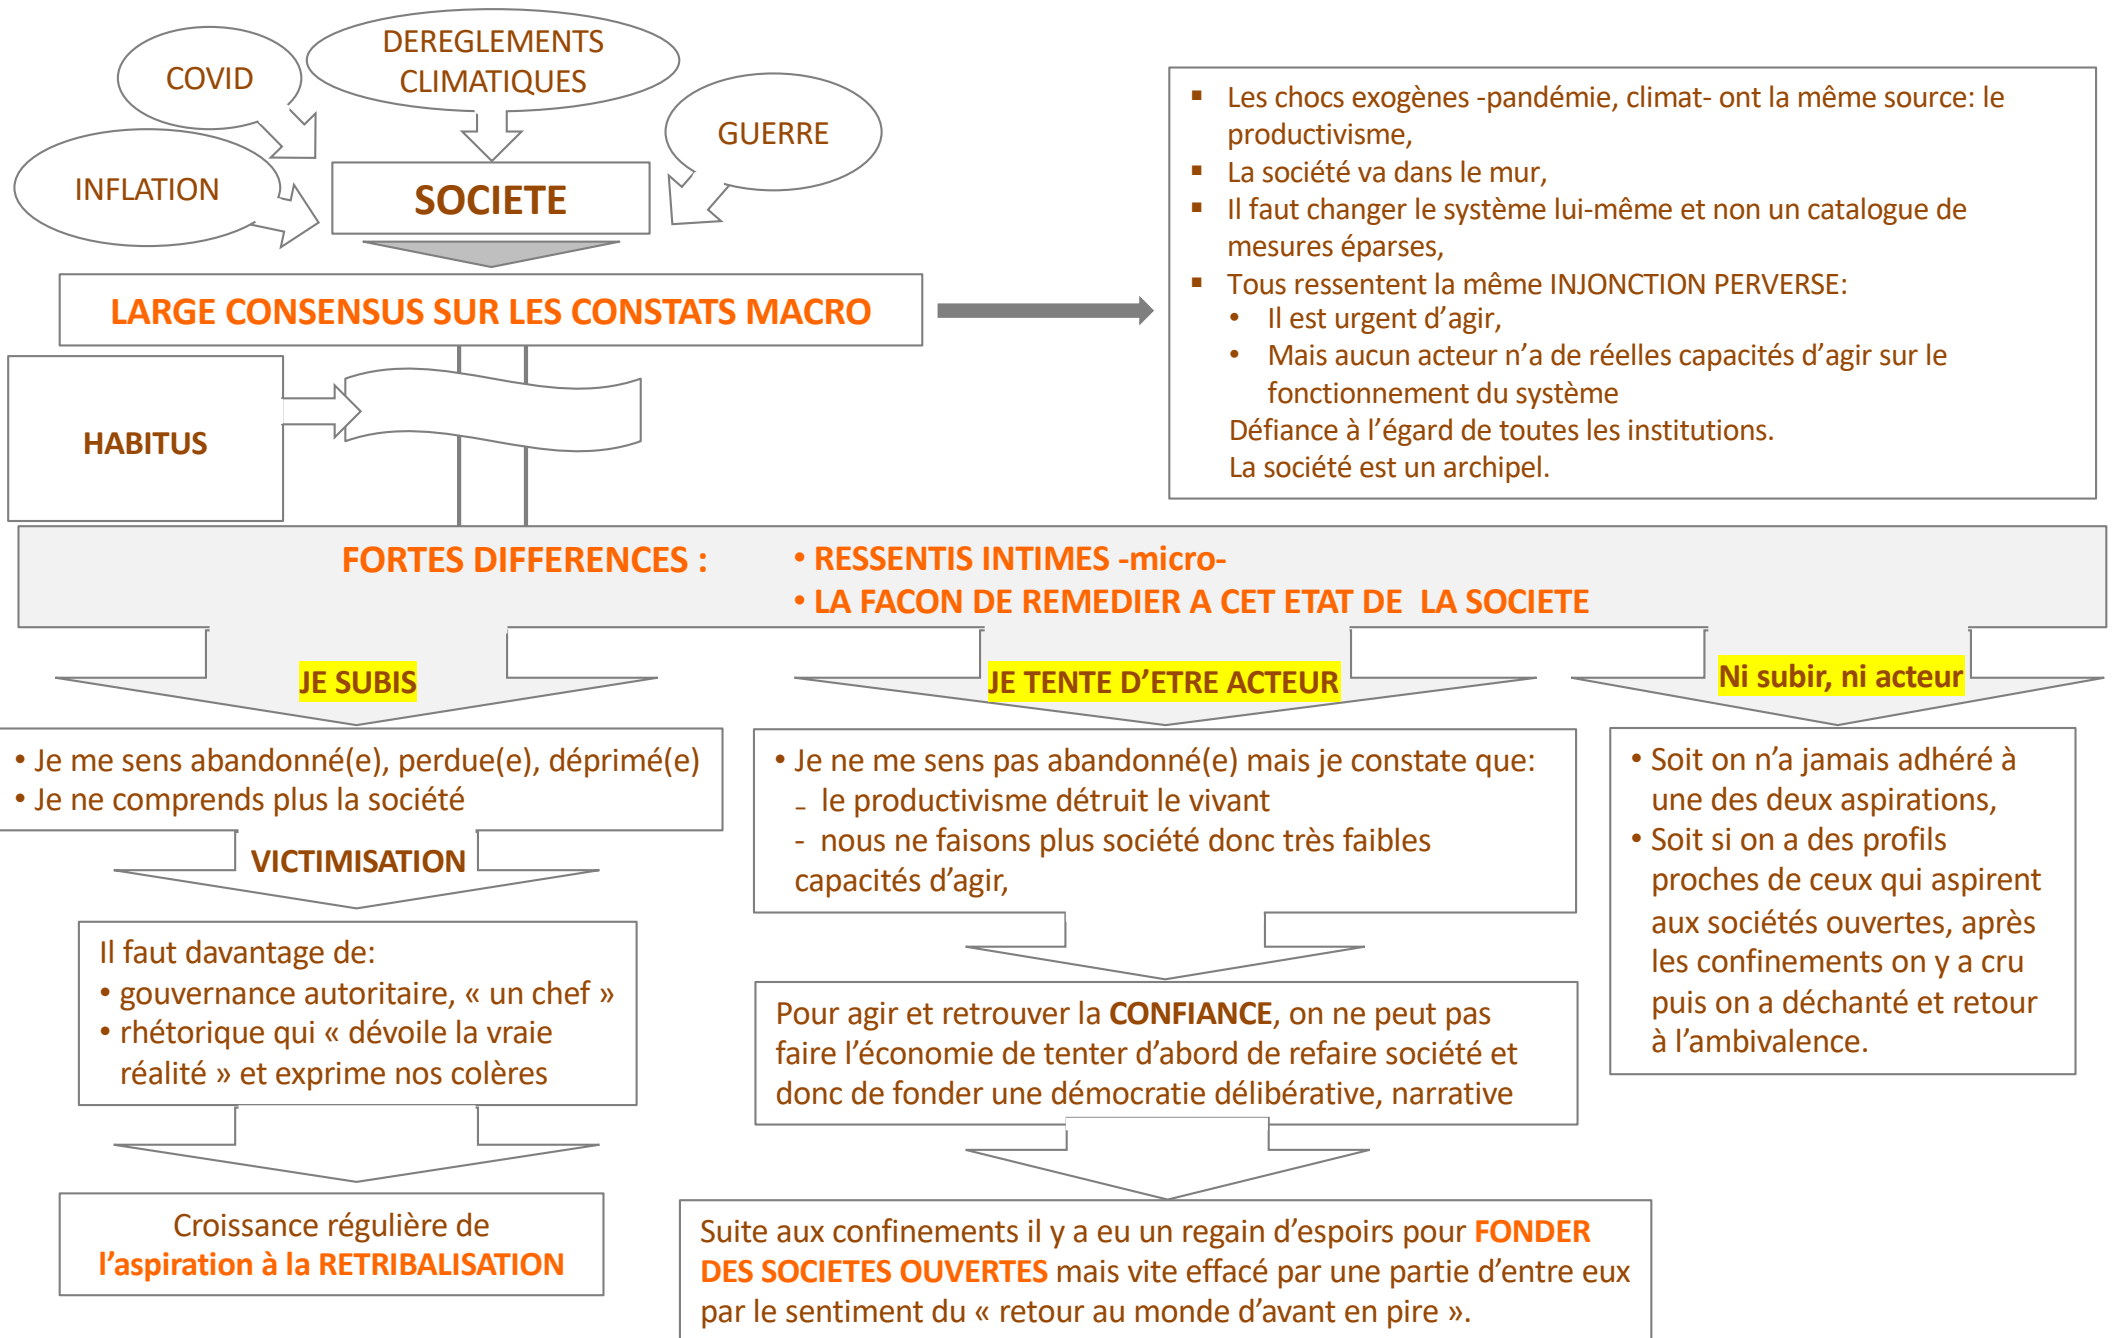 DEREGLEMENTS
CLIMATIQUES
COVID
GUERRE
INFLATION
SOCIETE
LARGE CONSENSUS SUR LES CONSTATS MACRO
▪ Les chocs exogènes -pandémie, climat- ont la même source: le
productivisme,
▪ La société va dans le mur,
▪ Il faut changer le système lui-même et non un catalogue de
mesures éparses,
▪ Tous ressentent la même INJONCTION PERVERSE:
• Il est urgent d’agir,
• Mais aucun acteur n’a de réelles capacités d’agir sur le
fonctionnement du système
Défiance à l’égard de toutes les institutions.
La société est un archipel.
HABITUS
FORTES DIFFERENCES :
• RESSENTIS INTIMES -micro-
• LA FACON DE REMEDIER A CET ETAT DE LA SOCIETE
JE SUBIS
• Je me sens abandonné(e), perdue(e), déprimé(e)
• Je ne comprends plus la société
VICTIMISATION
Il faut davantage de:
• gouvernance autoritaire, « un chef »
• rhétorique qui « dévoile la vraie
réalité » et exprime nos colères
Croissance régulière de
l’aspiration à la RETRIBALISATION
JE TENTE D’ETRE ACTEUR
• Je ne me sens pas abandonné(e) mais je constate que:
- le productivisme détruit le vivant
- nous ne faisons plus société donc très faibles
capacités d’agir,
Pour agir et retrouver la CONFIANCE, on ne peut pas
faire l’économie de tenter d’abord de refaire société et
donc de fonder une démocratie délibérative, narrative
Suite aux confinements il y a eu un regain d’espoirs pour FONDER
DES SOCIETES OUVERTES mais vite effacé par une partie d’entre eux
par le sentiment du « retour au monde d’avant en pire ».
Ni subir, ni acteur
• Soit on n’a jamais adhéré à
une des deux aspirations,
• Soit si on a des profils
proches de ceux qui aspirent
aux sociétés ouvertes, après
les confinements on y a cru
puis on a déchanté et retour
à l’ambivalence.